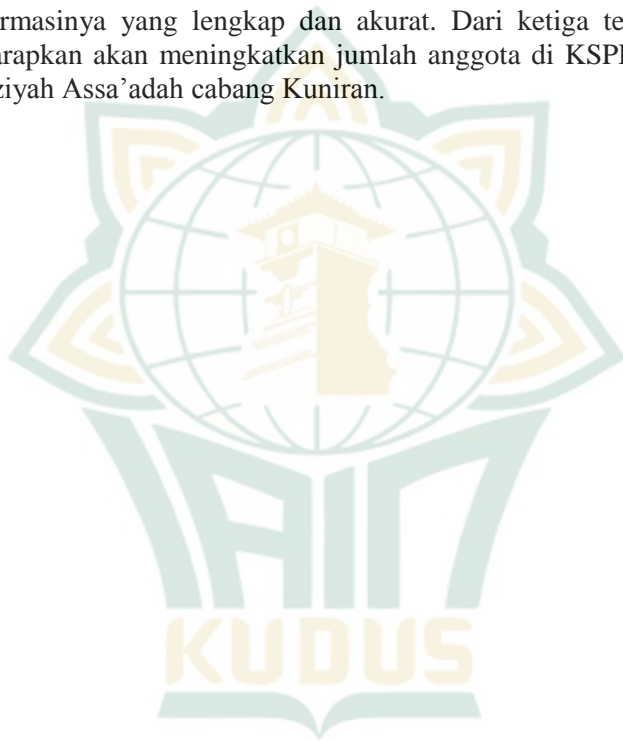 rmasinya yang lengkap dan akurat. Dari ketiga te
arapkan akan meningkatkan jumlah anggota di KSPI
ziyah Assa'adah cabang Kuniran.
IAIN
KUDUS